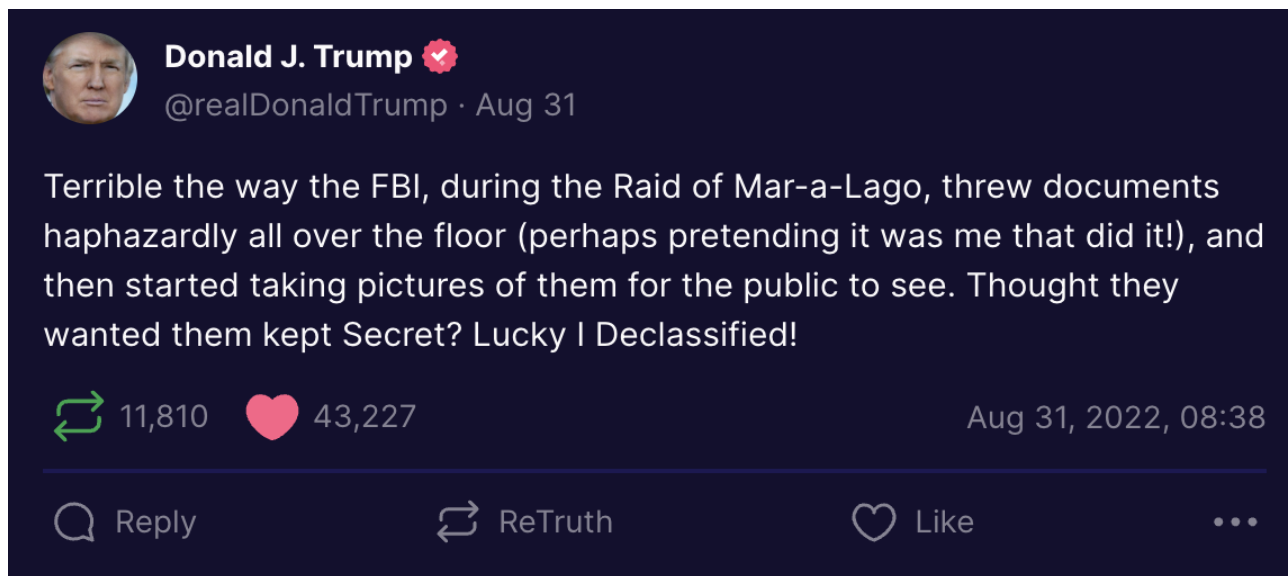 Donald J. Trump
@realDonaldTrump · Aug 31
Terrible the way the FBI, during the Raid of Mar-a-Lago, threw documents
haphazardly all over the floor (perhaps pretending it was me that did it!), and
then started taking pictures of them for the public to see. Thought they
wanted them kept Secret? Lucky I Declassified!
11,810 43,227 Aug 31, 2022, 08:38
Reply ReTruth Like